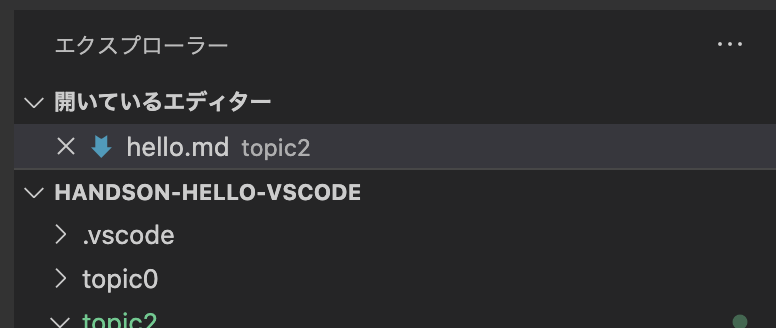 エクスプローラー
開いているエディター
hello.md topic2
HANDSON-HELLO-VSCODE
.vscode
topic0
topic2